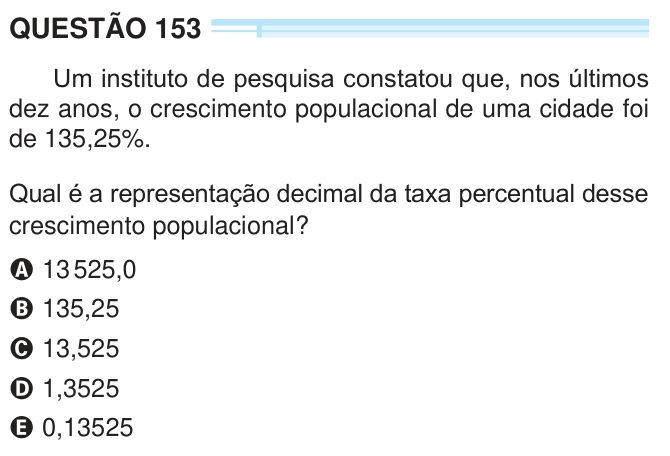 QUESTÃO 153
Um instituto de pesquisa constatou que, nos últimos
dez anos, o crescimento populacional de uma cidade foi
de 135,25%.
Qual é a representação decimal da taxa percentual desse
crescimento populacional?
A 13 525,0
B 135,25
C 13,525
D 1,3525
E 0,13525